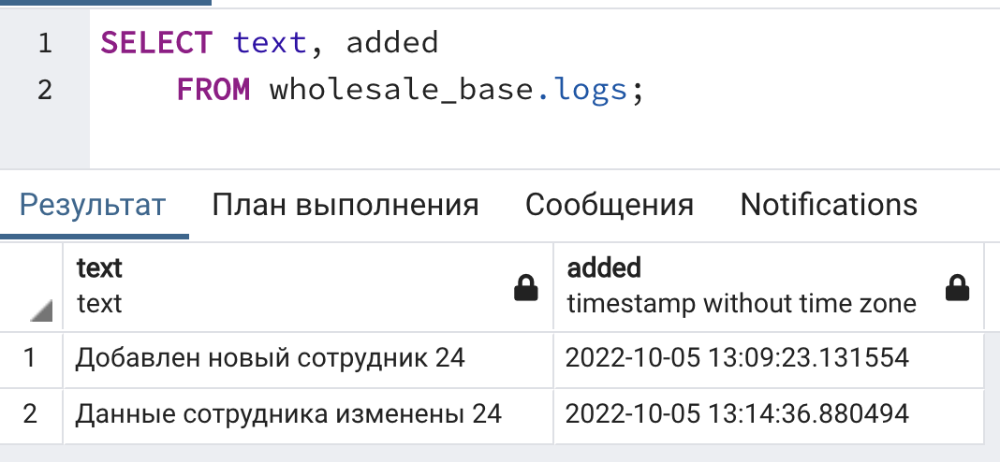 1 SELECT text, added
2 FROM wholesale_base.logs;
Результат План выполнения Сообщения Notifications
text added
text timestamp without time zone
1 Добавлен новый сотрудник 24 2022-10-05 13:09:23.131554
2 Данные сотрудника изменены 24 2022-10-05 13:14:36.880494